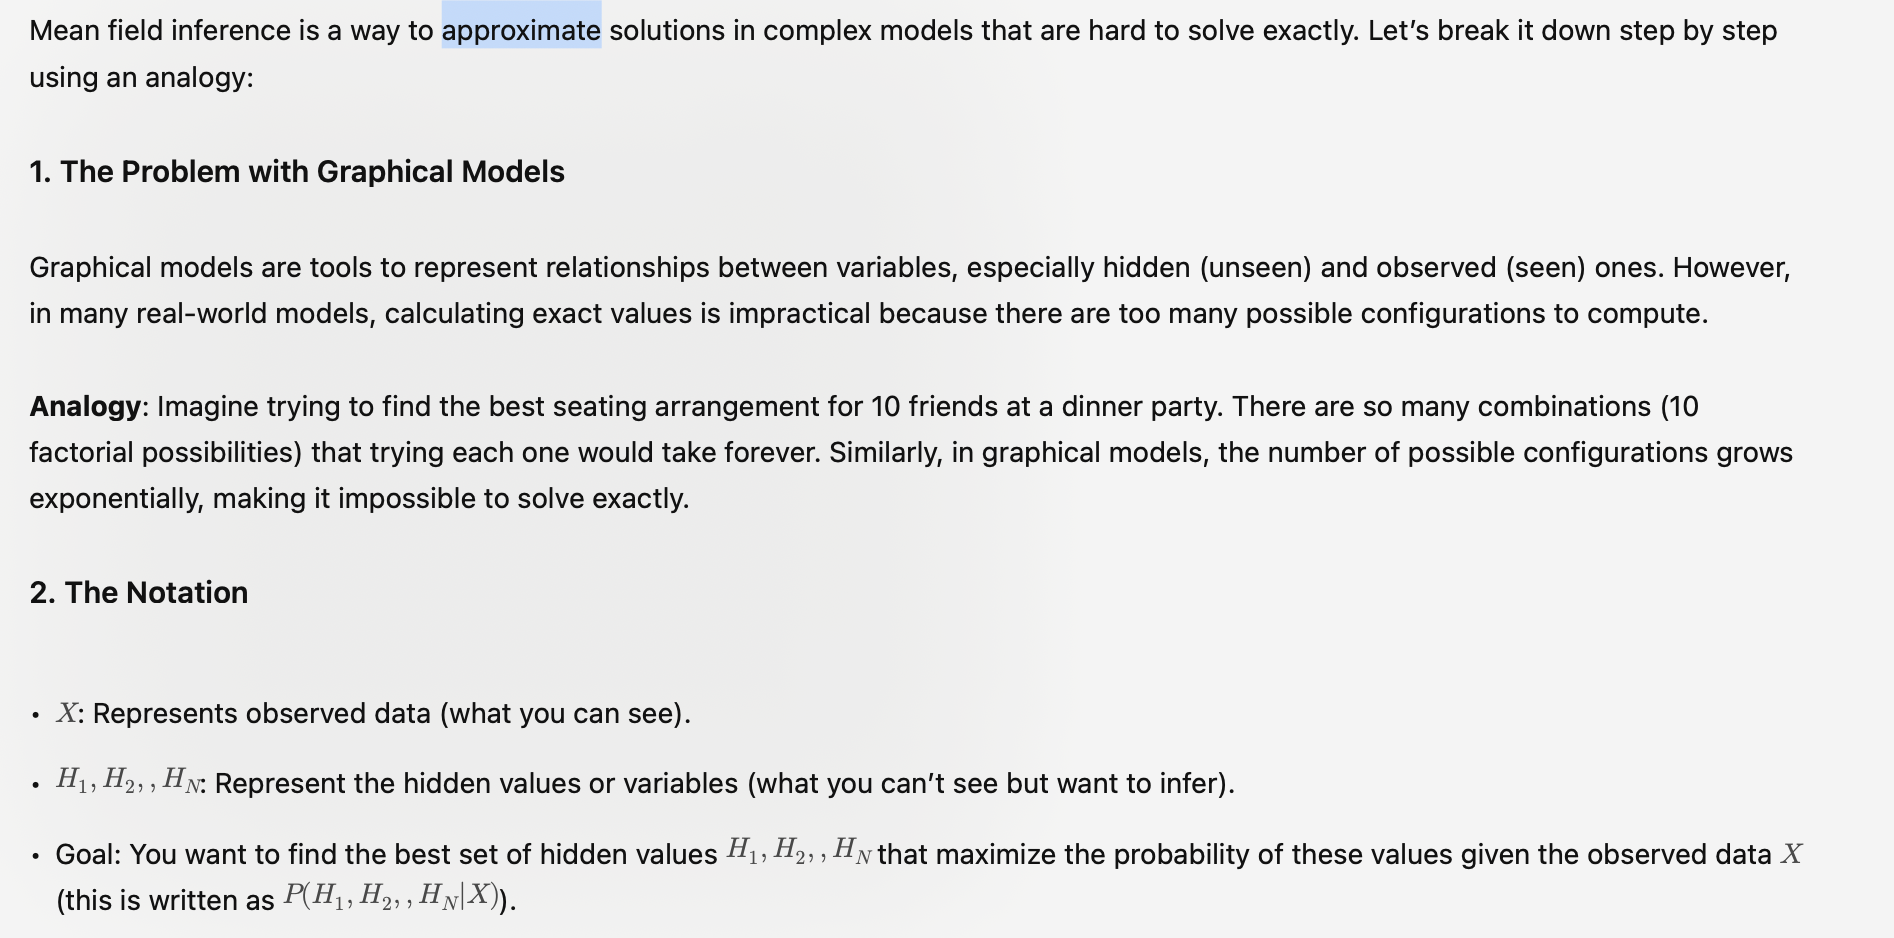 Mean field inference is a way to approximate solutions in complex models that are hard to solve exactly. Let’s break it down step by step
using an analogy:
1. The Problem with Graphical Models
Graphical models are tools to represent relationships between variables, especially hidden (unseen) and observed (seen) ones. However,
in many real-world models, calculating exact values is impractical because there are too many possible configurations to compute.
Analogy: Imagine trying to find the best seating arrangement for 10 friends at a dinner party. There are so many combinations (10
factorial possibilities) that trying each one would take forever. Similarly, in graphical models, the number of possible configurations grows
exponentially, making it impossible to solve exactly.
2. The Notation
• X: Represents observed data (what you can see).
• H₁, H₂, , H_N: Represent the hidden values or variables (what you can’t see but want to infer).
• Goal: You want to find the best set of hidden values H₁, H₂, , H_N that maximize the probability of these values given the observed data X
(this is written as P(H₁, H₂, , H_N|X)).